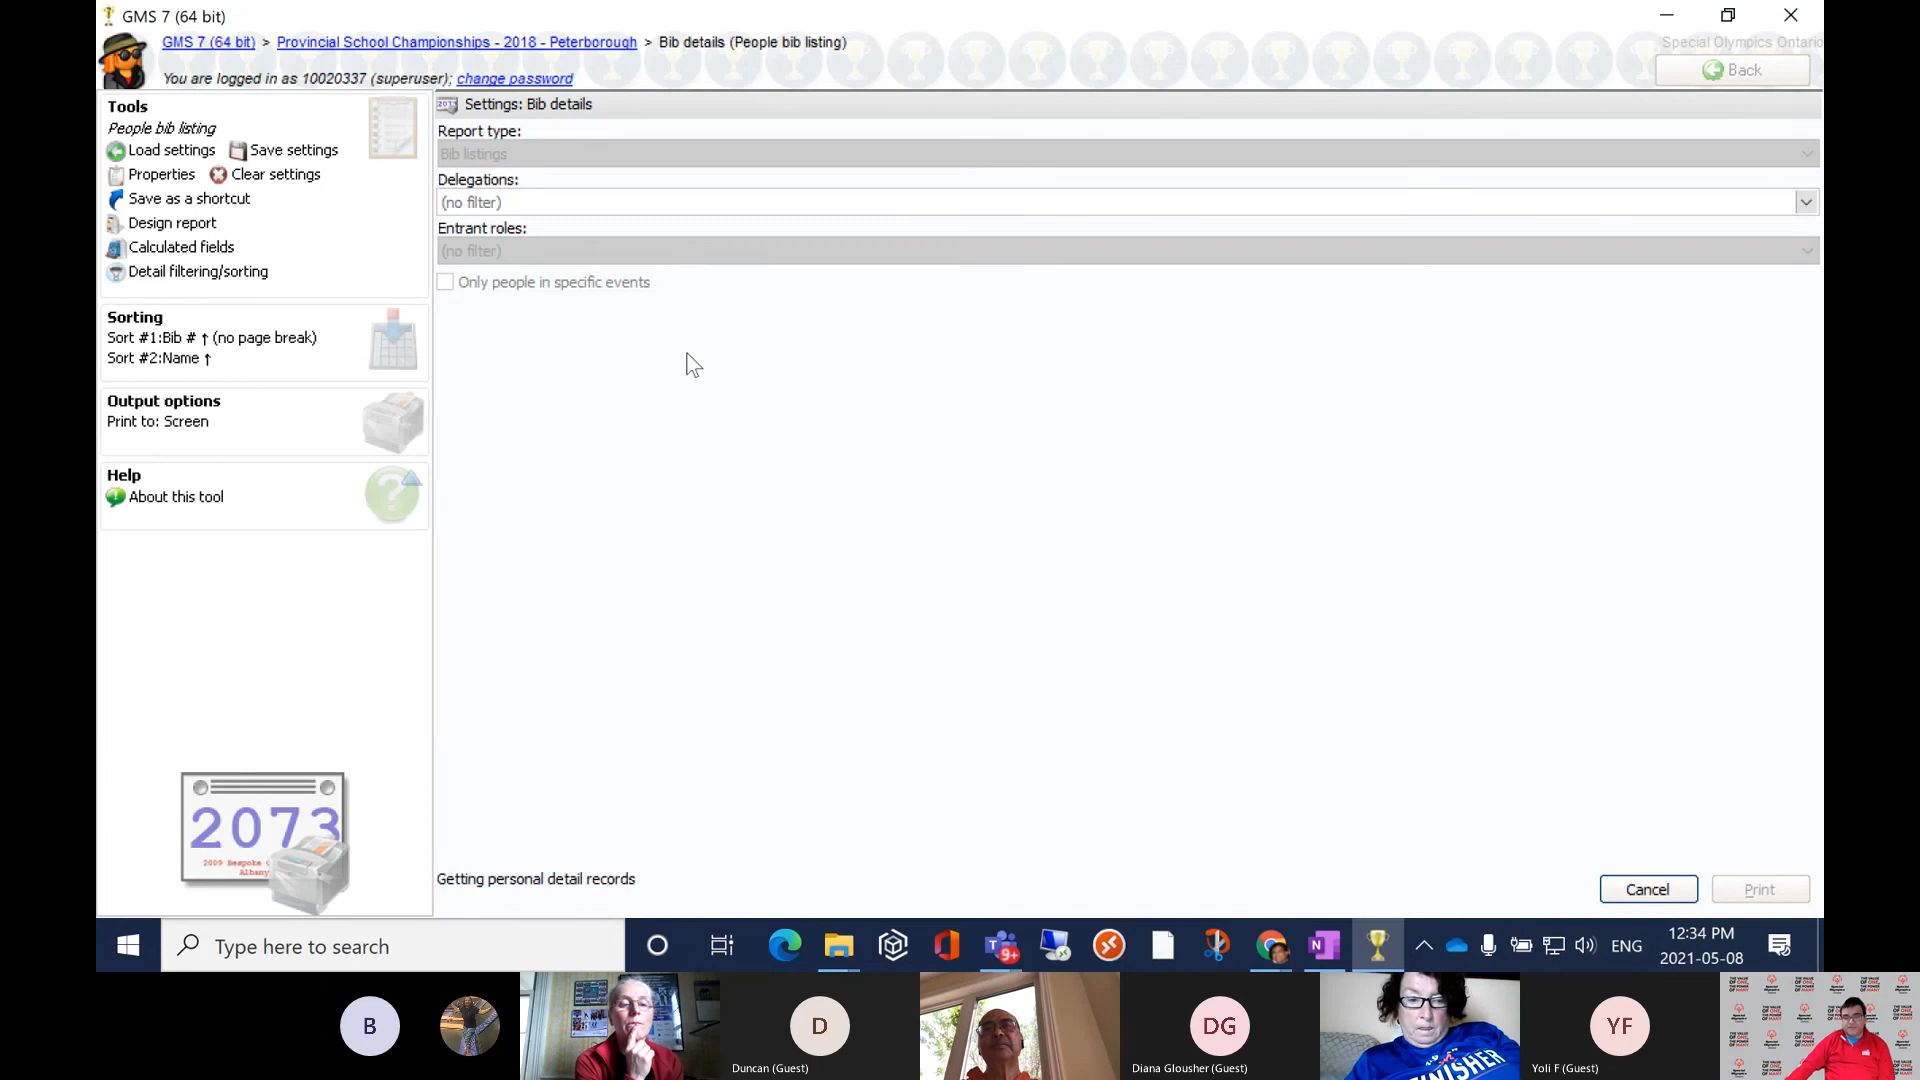 GMS 7 (64 bit)
GMS 7 (64 bit) > Provincial School Championships - 2018 - Peterborough > Bib details (People bib listing)
Special Olympics Ontario
You are logged in as 10020337 (superuser); change password
Back
Tools
People bib listing
Load settings Save settings
Properties Clear settings
Save as a shortcut
Design report
Calculated fields
Detail filtering/sorting
Sorting
Sort #1:Bib # ↑ (no page break)
Sort #2:Name ↑
Output options
Print to: Screen
Help
About this tool
2073
2009 Bespoke
Albany
2073 Settings: Bib details
Report type:
Bib listings
Delegations:
(no filter)
Entrant roles:
(no filter)
Only people in specific events
Getting personal detail records
Cancel Print
Type here to search
9+
N
ENG
12:34 PM
2021-05-08
B
D
Duncan (Guest)
DG
Diana Glousher (Guest)
FINISHER
YF
Yoli F (Guest)